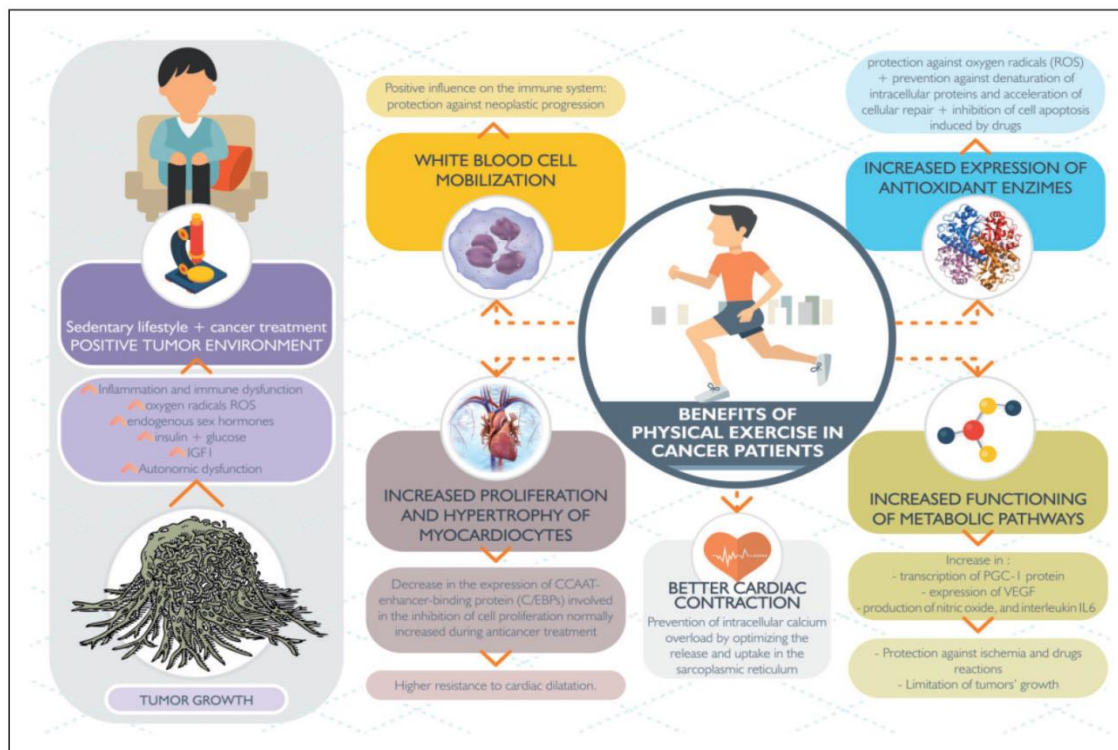 Sedentary lifestyle + cancer treatment
POSITIVE TUMOR ENVIRONMENT
Inflammation and immune dysfunction
oxygen radicals ROS
endogenous sex hormones
insulin + glucose
IGF1
Autonomic dysfunction
TUMOR GROWTH
Positive influence on the immune system:
protection against neoplastic progression
WHITE BLOOD CELL
MOBILIZATION
protection against oxygen radicals (ROS)
+ prevention against denaturation of
intracellular proteins and acceleration of
cellular repair + inhibition of cell apoptosis
induced by drugs
INCREASED EXPRESSION OF
ANTIOXIDANT ENZIMES
BENEFITS OF
PHYSICAL EXERCISE IN
CANCER PATIENTS
INCREASED PROLIFERATION
AND HYPERTROPHY OF
MYOCARDIOCYTES
Decrease in the expression of CCAAT-
enhancer-binding protein (C/EBPs) involved
in the inhibition of cell proliferation normally
increased during anticancer treatment
Higher resistance to cardiac dilatation.
BETTER CARDIAC
CONTRACTION
Prevention of intracellular calcium
overload by optimizing the
release and uptake in the
sarcoplasmic reticulum
INCREASED FUNCTIONING
OF METABOLIC PATHWAYS
Increase in :
- transcription of PGC-1 protein
- expression of VEGF
- production of nitric oxide, and interleukin IL6
- Protection against ischemia and drugs
reactions
- Limitation of tumors' growth